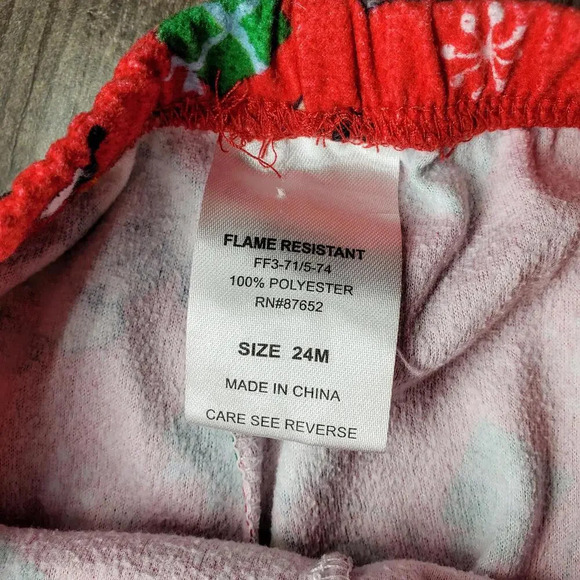 FLAME RESISTANT
FF3-71/5-74
100% POLYESTER
RN#87652
SIZE 24M
MADE IN CHINA
CARE SEE REVERSE